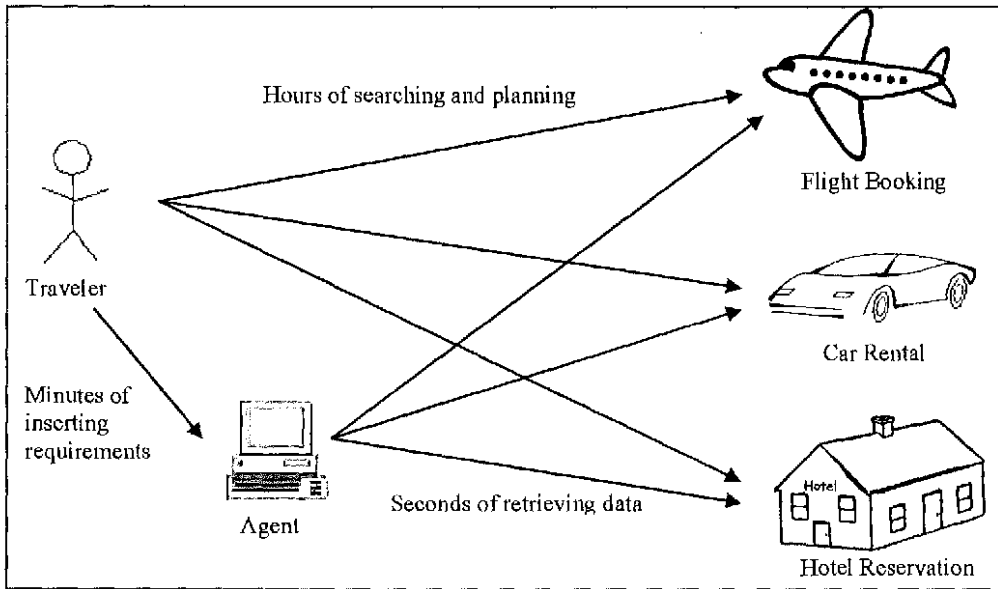 Hours of searching and planning
Flight Booking
Traveler
Car Rental
Minutes of
inserting
requirements
Hotel
Seconds of retrieving data
Agent
Hotel Reservation